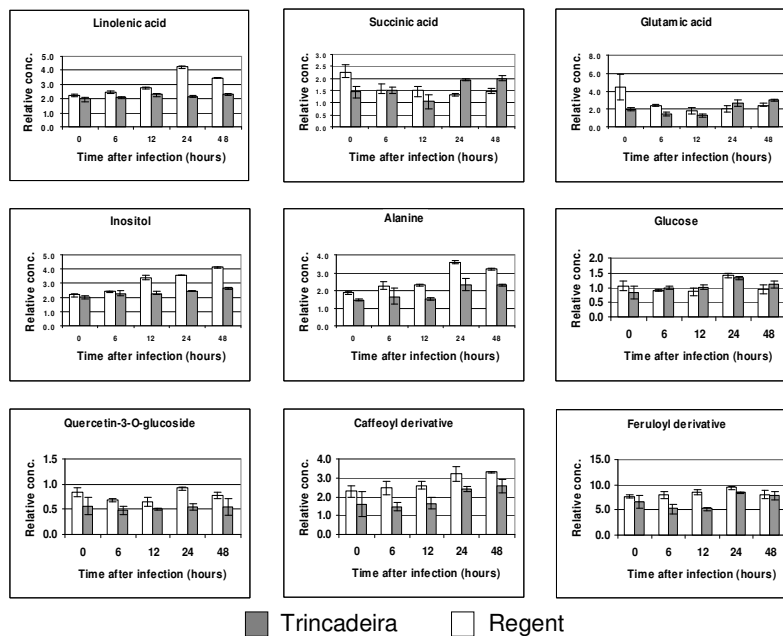 Linolenic acid
Relative conc.
5.0
4.0
3.0
2.0
1.0
0.0
0 6 12 24 48
Time after infection (hours)
Succinic acid
Relative conc.
3.0
2.5
2.0
1.5
1.0
0.5
0.0
0 6 12 24 48
Time after infection (hours)
Glutamic acid
Relative conc.
8.0
6.0
4.0
2.0
0.0
0 6 12 24 48
Time after infection (hours)
Inositol
Relative conc.
5.0
4.0
3.0
2.0
1.0
0.0
0 6 12 24 48
Time after infection (hours)
Alanine
Relative conc.
4.0
3.0
2.0
1.0
0.0
0 6 12 24 48
Time after infection (hours)
Glucose
Relative conc.
2.0
1.5
1.0
0.5
0.0
0 6 12 24 48
Time after infection (hours)
Quercetin-3-O-glucoside
Relative conc.
1.5
1.0
0.5
0.0
0 6 12 24 48
Time after infection (hours)
Caffeoyl derivative
Relative conc.
4.0
3.0
2.0
1.0
0.0
0 6 12 24 48
Time after infection (hours)
Feruloyl derivative
Relative conc.
15.0
10.0
5.0
0.0
0 6 12 24 48
Time after infection (hours)
Trincadeira Regent